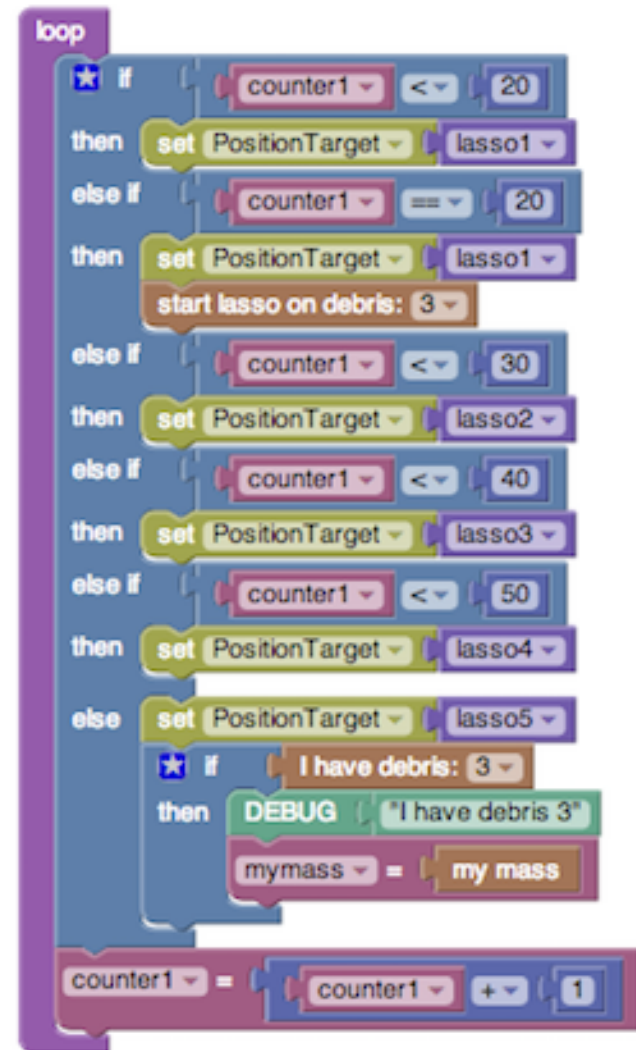 loop
if counter1 < 20
then set PositionTarget lasso1
else if counter1 == 20
then set PositionTarget lasso1
start lasso on debris: 3
else if counter1 < 30
then set PositionTarget lasso2
else if counter1 < 40
then set PositionTarget lasso3
else if counter1 < 50
then set PositionTarget lasso4
else set PositionTarget lasso5
if I have debris: 3
then DEBUG "I have debris 3"
mymass = my mass
counter1 = counter1 + 1